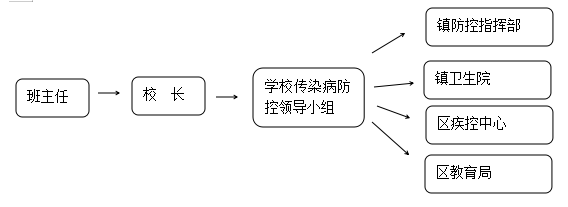 班主任
校 长
学校传染病防
控领导小组
镇防控指挥部
镇卫生院
区疾控中心
区教育局